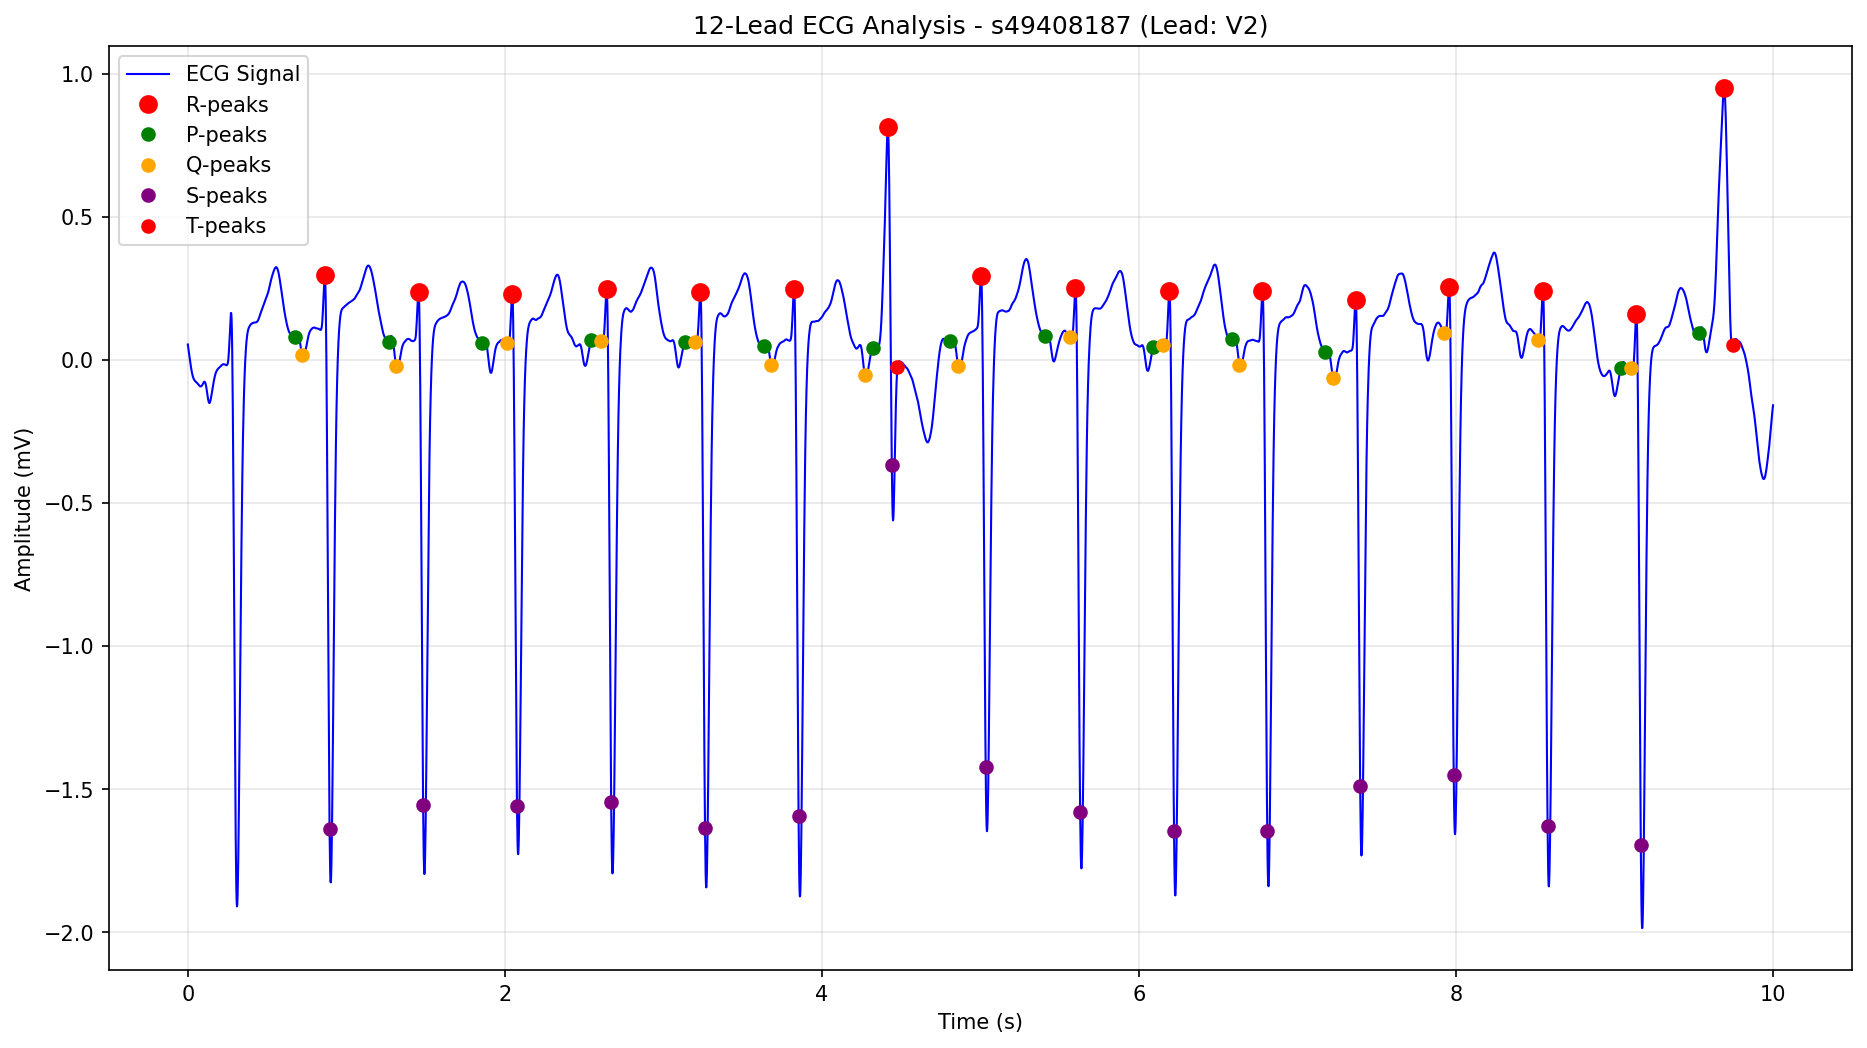 12-Lead ECG Analysis - s49408187 (Lead: V2)
ECG Signal
R-peaks
P-peaks
Q-peaks
S-peaks
T-peaks
1.0
0.5
0.0
−0.5
−1.0
−1.5
−2.0
Amplitude (mV)
0 2 4 6 8 10
Time (s)